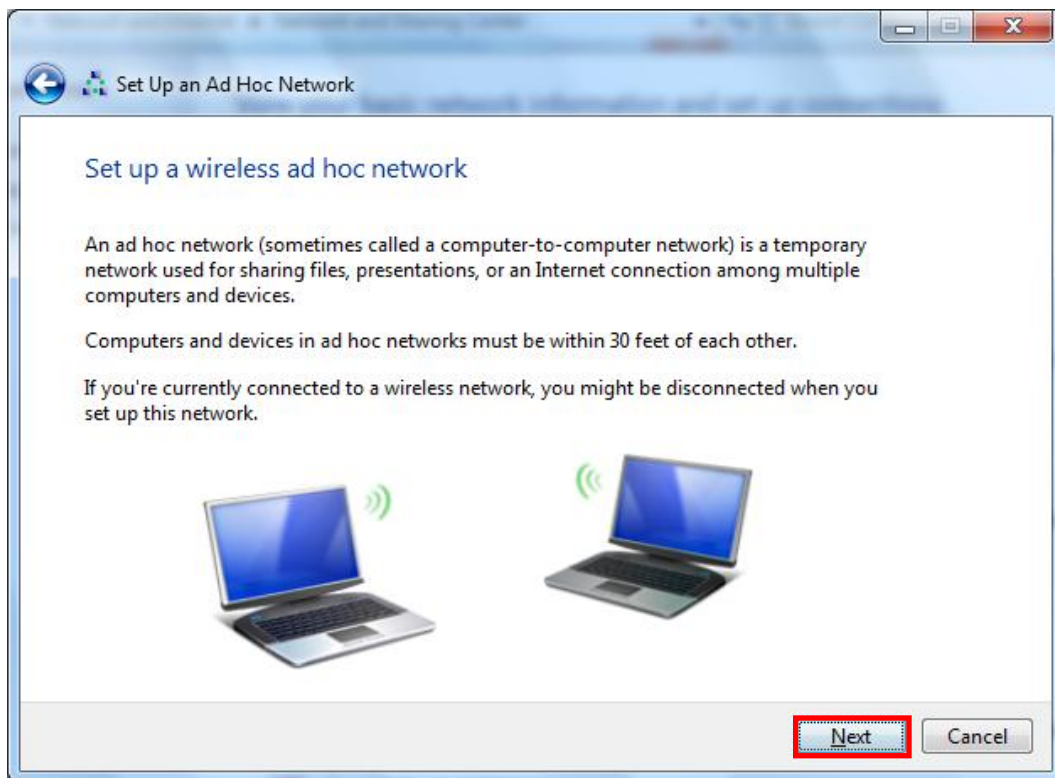 Set Up an Ad Hoc Network
Set up a wireless ad hoc network
An ad hoc network (sometimes called a computer-to-computer network) is a temporary
network used for sharing files, presentations, or an Internet connection among multiple
computers and devices.
Computers and devices in ad hoc networks must be within 30 feet of each other.
If you're currently connected to a wireless network, you might be disconnected when you
set up this network.
Next
Cancel